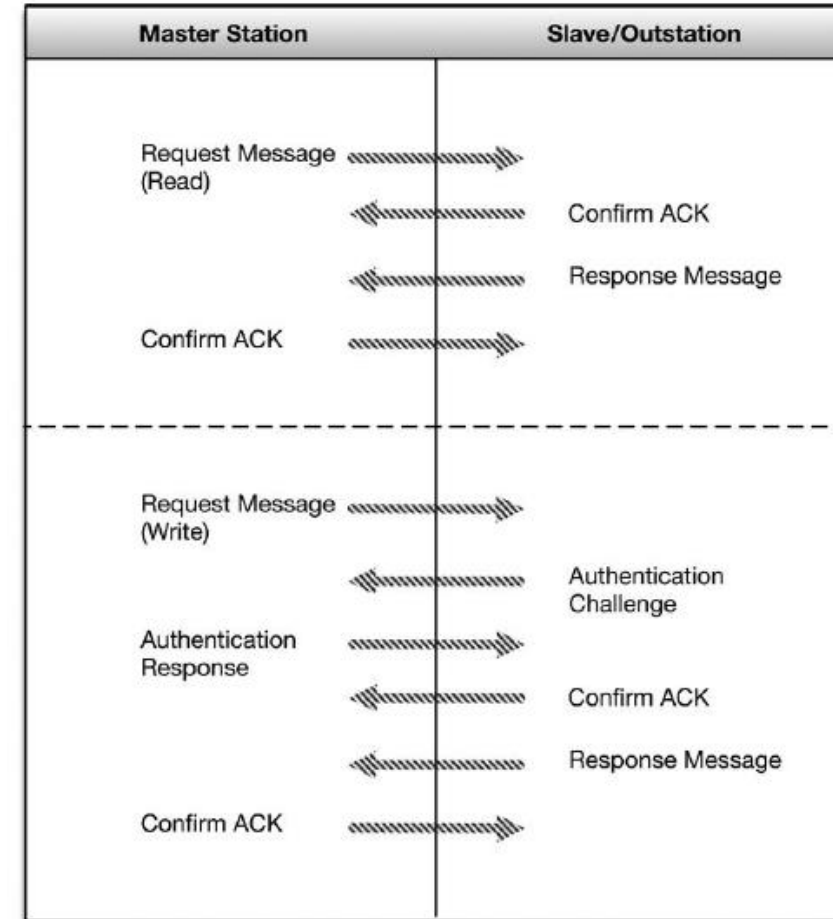 Master Station
Slave/Outstation
Request Message
(Read)
Confirm ACK
Response Message
Confirm ACK
Request Message
(Write)
Authentication
Challenge
Authentication
Response
Confirm ACK
Response Message
Confirm ACK